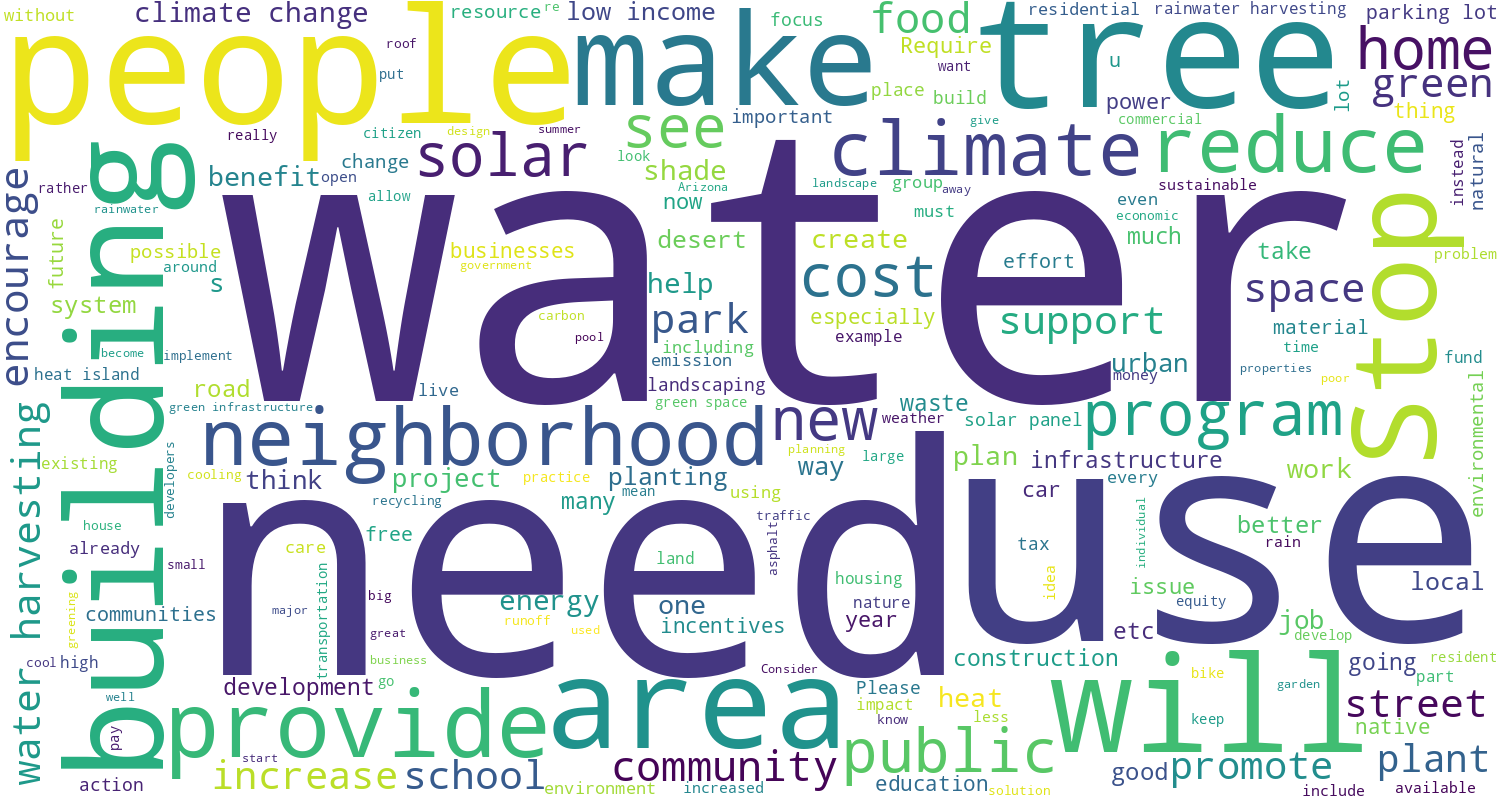 without
climate change
resource
re
low income
focus
food
residential
rainwater harvesting
parking lot
people
roof
put
make
Require
want
tree
u
lot
home
green
thing
place
build
power
commercial
important
give
really
citizen
design
summer
see
look
shade
Arizona
landscape
group
away
climate
sustainable
reduce
instead
natural
encourage
rather
rainwater
building
benefit
open
change
allow
solar
now
must
even
economic
much
future
possible
around
s
system
businesses
government
water
desert
create
effort
take
space
stop
problem
help
cost
carbon
pool
park
including
emission
especially
example
support
urban
money
material
time
properties
poor
fund
environmental
become
implement
heat island
road
live
landscaping
green space
green infrastructure
neighborhood
new
waste
weather
solar panel
program
water harvesting
existing
developers
cooling
think
project
practice
recycling
mean
planting
many
using
planning
way
large
plan
infrastructure
car
every
work
house
already
small
free
care
traffic
asphalt
need
use
individual
better
rain
land
housing
nature
year
tax
idea
issue
equity
local
communities
greening
major
transportation
big
great
business
energy
runoff
used
one
incentives
etc
job
develop
cool
high
well
development
go
Consider
construction
going
resident
part
pay
provide
area
Please
impact
know
heat
less
will
bike
keep
garden
street
native
action
start
increase
school
environment
community
increased
public
education
solution
good
promote
include
plant
available